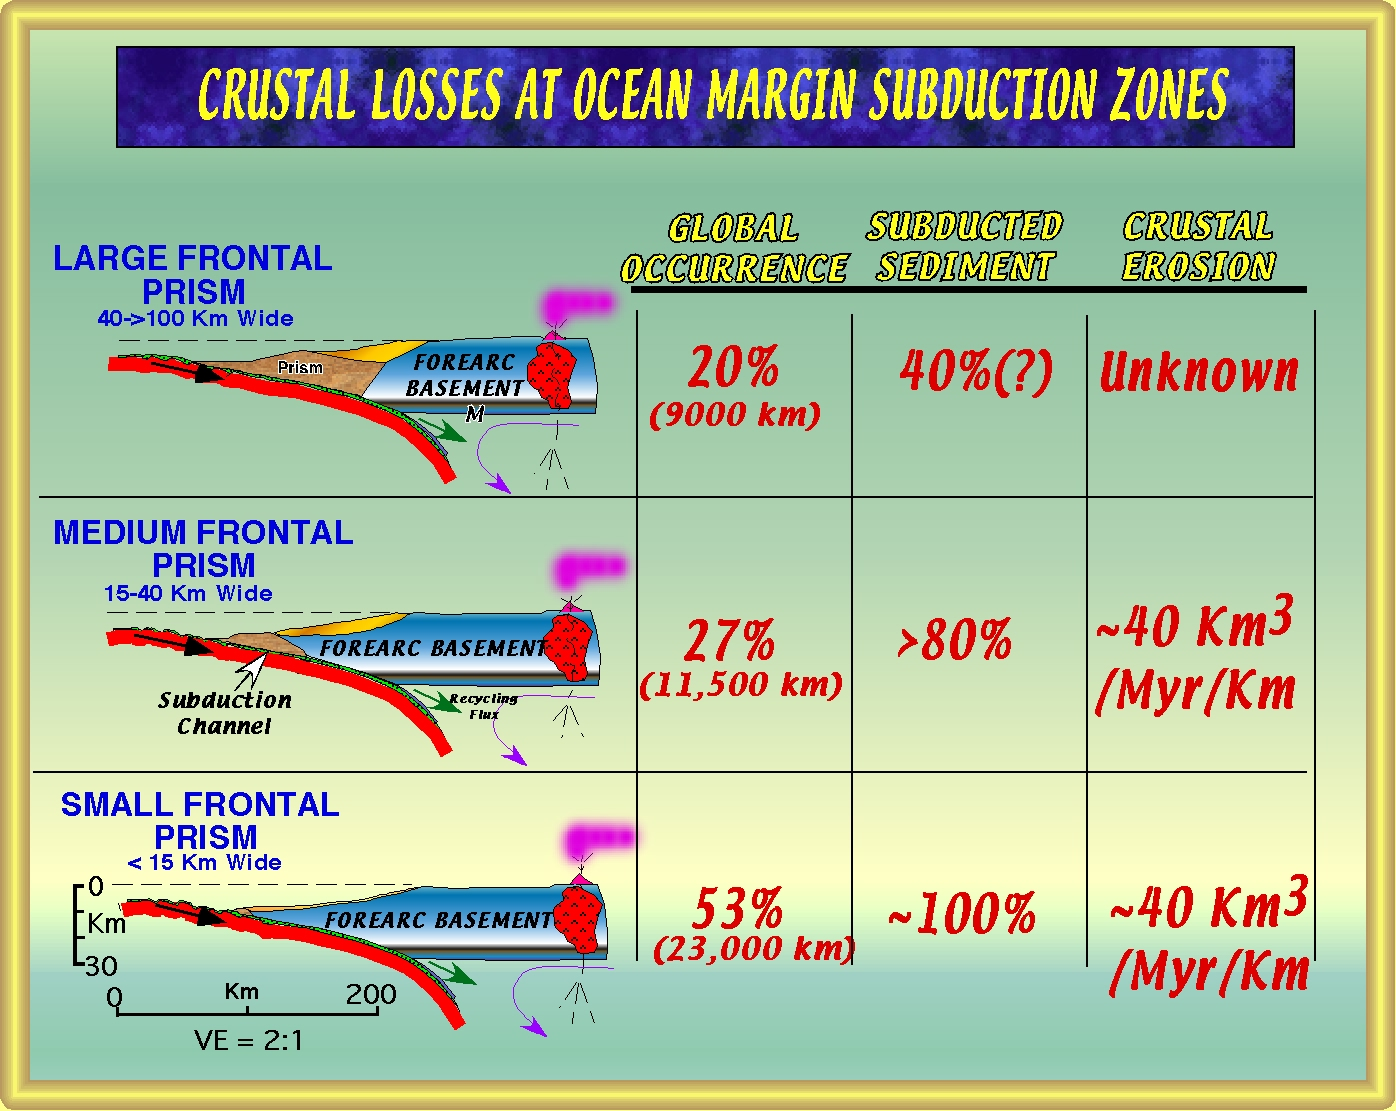 CRUSTAL LOSSES AT OCEAN MARGIN SUBDUCTION ZONES
GLOBAL
OCCURRENCE
SUBDUCTED
SEDIMENT
CRUSTAL
EROSION
LARGE FRONTAL
PRISM
40->100 Km Wide
Prism
FOREARC
BASEMENT
M
20%
(9000 km)
40%(?)
Unknown
MEDIUM FRONTAL
PRISM
15-40 Km Wide
FOREARC BASEMENT
Subduction
Channel
Recycling
Flux
27%
(11,500 km)
>80%
~40 Km³
/Myr/Km
SMALL FRONTAL
PRISM
< 15 Km Wide
FOREARC BASEMENT
0
Km
30
0
Km
200
VE = 2:1
53%
(23,000 km)
~100%
~40 Km³
/Myr/Km